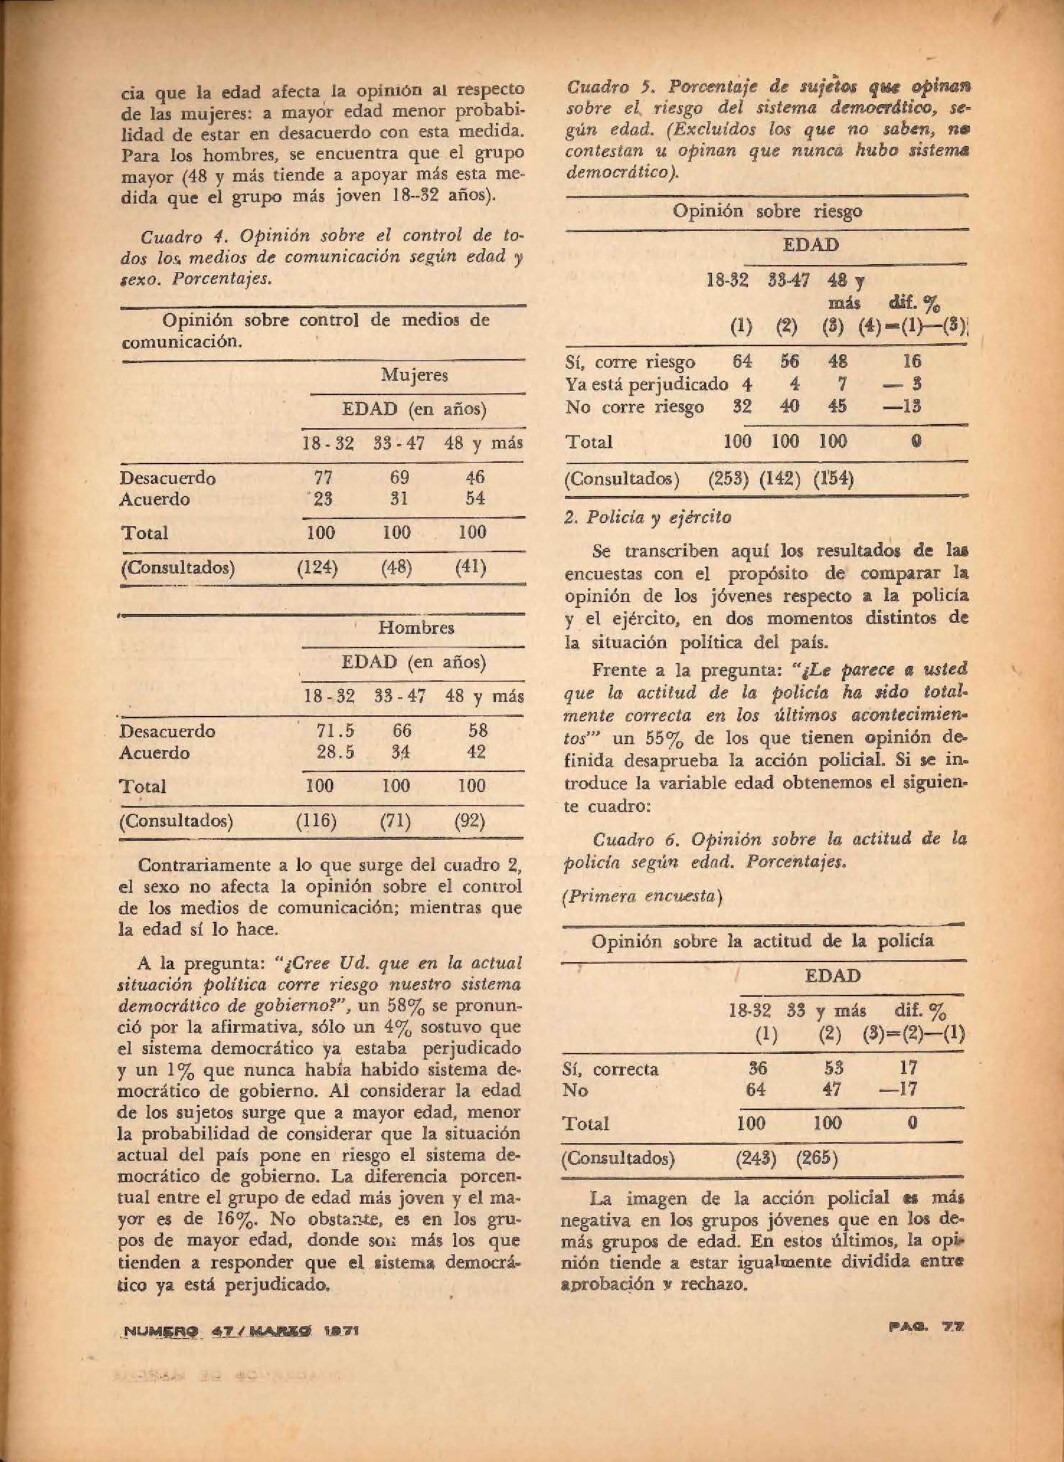 cia que la edad afecta la opinión al respecto
de las mujeres: a mayor edad menor probabi-
lidad de estar en desacuerdo con esta medida.
Para los hombres, se encuentra que el grupo
mayor (48 y más tiende a apoyar más esta me-
dida que el grupo más joven 18--32 años).
Cuadro 4. Opinión sobre el control de to-
dos los medios de comunicación según edad y
sexo. Porcentajes.
Opinión sobre control de medios de
comunicación.
Mujeres
EDAD (en años)
18 - 32 33 - 47 48 y más
Desacuerdo 77 69 46
Acuerdo 23 31 54
Total 100 100 100
(Consultados) (124) (48) (41)
Hombres
EDAD (en años)
18 - 32 33 - 47 48 y más
Desacuerdo 71.5 66 58
Acuerdo 28.5 34 42
Total 100 100 100
(Consultados) (116) (71) (92)
Contrariamente a lo que surge del cuadro 2,
el sexo no afecta la opinión sobre el control
de los medios de comunicación; mientras que
la edad sí lo hace.
A la pregunta: "¿Cree Ud. que en la actual
situación política corre riesgo nuestro sistema
democrático de gobierno?", un 58% se pronun-
ció por la afirmativa, sólo un 4% sostuvo que
el sistema democrático ya estaba perjudicado
y un 1% que nunca había habido sistema de-
mocrático de gobierno. Al considerar la edad
de los sujetos surge que a mayor edad, menor
la probabilidad de considerar que la situación
actual del país pone en riesgo el sistema de-
mocrático de gobierno. La diferencia porcen-
tual entre el grupo de edad más joven y el ma-
yor es de 16%. No obstante, es en los gru-
pos de mayor edad, donde son más los que
tienden a responder que el sistema democrá-
tico ya está perjudicado.
Cuadro 5. Porcentaje de sujetos que opinan
sobre el riesgo del sistema democrático, se-
gún edad. (Excluidos los que no saben, no
contestan u opinan que nunca hubo sistema
democrático).
Opinión sobre riesgo
EDAD
18-32 33-47 48 y
más dif. %
(1) (2) (3) (4)=(1)—(3)
Sí, corre riesgo 64 56 48 16
Ya está perjudicado 4 4 7 — 3
No corre riesgo 32 40 45 —13
Total 100 100 100 0
(Consultados) (253) (142) (154)
2. Policía y ejército
Se transcriben aquí los resultados de las
encuestas con el propósito de comparar la
opinión de los jóvenes respecto a la policía
y el ejército, en dos momentos distintos de
la situación política del país.
Frente a la pregunta: "¿Le parece a usted
que la actitud de la policía ha sido total-
mente correcta en los últimos acontecimien-
tos"' un 55% de los que tienen opinión de-
finida desaprueba la acción policial. Si se in-
troduce la variable edad obtenemos el siguien-
te cuadro:
Cuadro 6. Opinión sobre la actitud de la
policía según edad. Porcentajes.
(Primera encuesta)
Opinión sobre la actitud de la policía
EDAD
18-32 33 y más dif. %
(1) (2) (3)=(2)—(1)
Sí, correcta 36 53 17
No 64 47 —17
Total 100 100 0
(Consultados) (243) (265)
La imagen de la acción policial es más
negativa en los grupos jóvenes que en los de-
más grupos de edad. En estos últimos, la opi-
nión tiende a estar igualmente dividida entre
aprobación y rechazo.
NUMERO 47 / MARZO 1971
PAG. 77